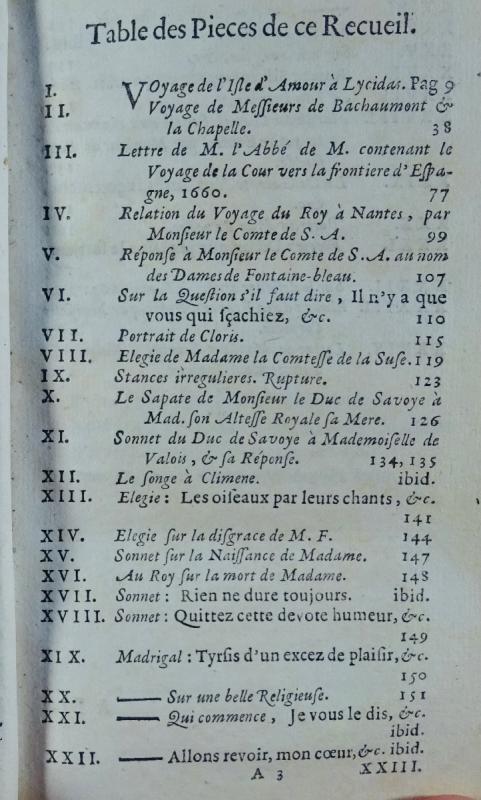 Table des Pieces de ce Recueil.
I. VOyage de l'Iſle d'Amour à Lycidas. Pag 9
II. Voyage de Meſſieurs de Bachaumont &
la Chapelle. 38
III. Lettre de M. l'Abbé de M. contenant le
Voyage de la Cour vers la frontiere d'Eſpa-
gne, 1660. 77
IV. Relation du Voyage du Roy à Nantes, par
Monſieur le Comte de S. A. 99
V. Réponſe à Monſieur le Comte de S. A. au nom
des Dames de Fontaine-bleau. 107
VI. Sur la Queſtion s'il faut dire, Il n'y a que
vous qui ſçachiez, &c. 110
VII. Portrait de Cloris. 115
VIII. Elegie de Madame la Comteſſe de la Suſe. 119
IX. Stances irregulieres. Rupture. 123
X. Le Sapate de Monſieur le Duc de Savoye à
Mad. ſon Alteſſe Royale ſa Mere. 126
XI. Sonnet du Duc de Savoye à Mademoiſelle de
Valois, & ſa Réponſe. 134, 135
XII. Le ſonge à Climene. ibid.
XIII. Elegie: Les oiſeaux par leurs chants, &c.
141
XIV. Elegie ſur la diſgrace de M. F. 144
XV. Sonnet ſur la Naiſſance de Madame. 147
XVI. Au Roy ſur la mort de Madame. 148
XVII. Sonnet: Rien ne dure toujours. ibid.
XVIII. Sonnet: Quittez cette devote humeur, &c.
149
XIX. Madrigal: Tyrſis d'un excez de plaiſir, &c.
150
XX. —— Sur une belle Religieuſe. 151
XXI. —— Qui commence, Je vous le dis, &c.
ibid.
XXII. —— Allons revoir, mon cœur, &c. ibid.
A 3 XXIII.